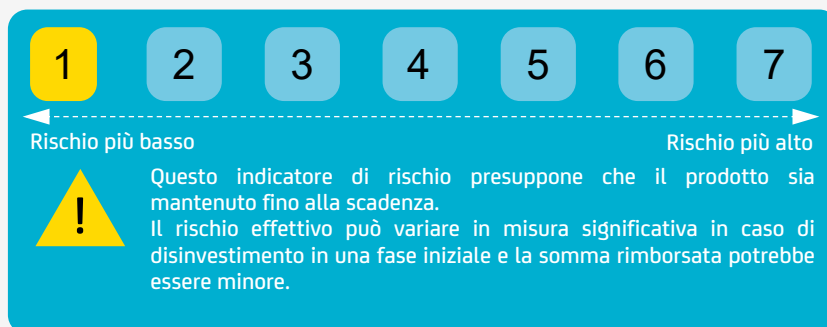 1 2 3 4 5 6 7
Rischio più basso Rischio più alto
!
Questo indicatore di rischio presuppone che il prodotto sia
mantenuto fino alla scadenza.
Il rischio effettivo può variare in misura significativa in caso di
disinvestimento in una fase iniziale e la somma rimborsata potrebbe
essere minore.